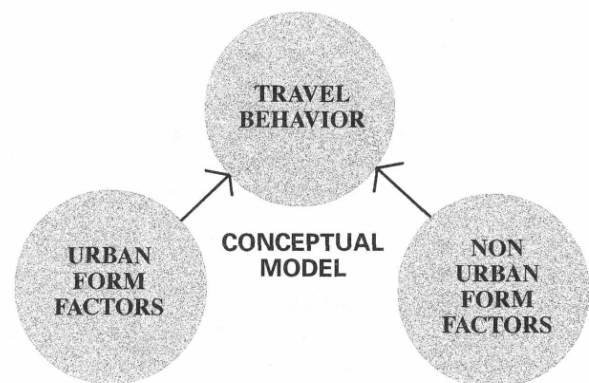 TRAVEL
BEHAVIOR
CONCEPTUAL
MODEL
URBAN
FORM
FACTORS
NON
URBAN
FORM
FACTORS